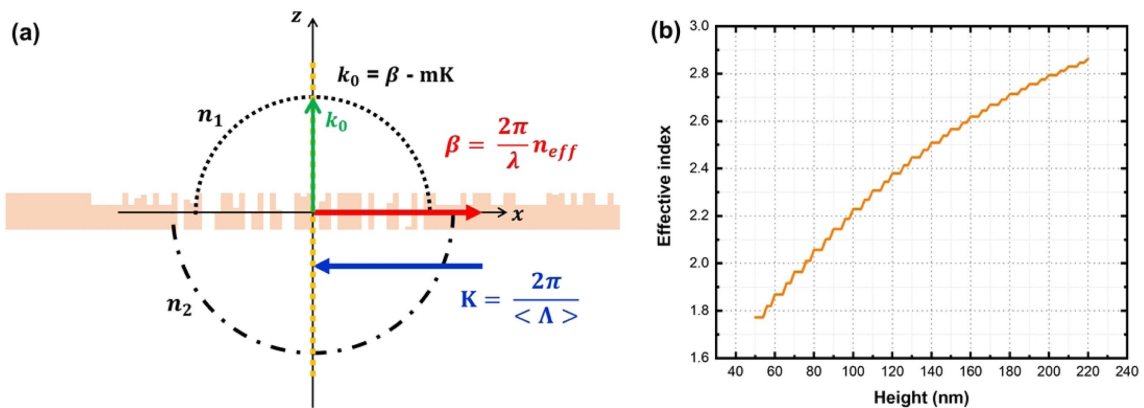 (a)
z
k₀ = β - mK
n₁
k₀
β = 2π/λ n_eff
x
n₂
K = 2π/<Λ>
(b)
3.0
2.8
2.6
2.4
2.2
2.0
1.8
1.6
Effective index
40 60 80 100 120 140 160 180 200 220 240
Height (nm)